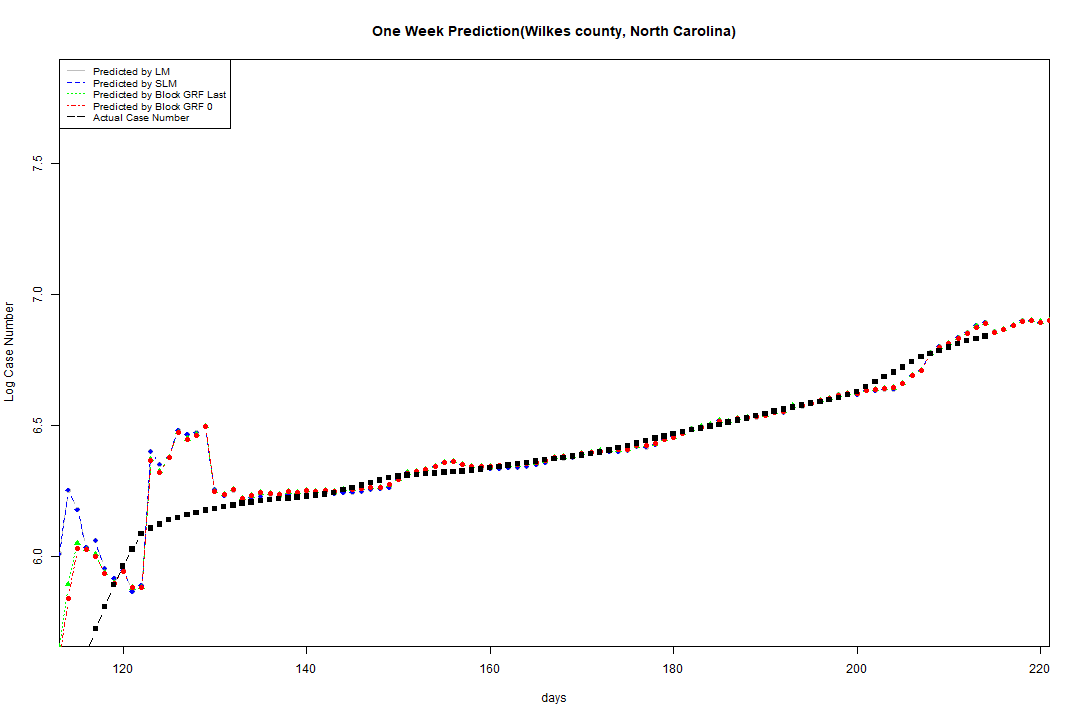 One Week Prediction(Wilkes county, North Carolina)
Predicted by LM
Predicted by SLM
Predicted by Block GRF Last
Predicted by Block GRF 0
Actual Case Number
7.5
7.0
6.5
6.0
Log Case Number
120 140 160 180 200 220
days